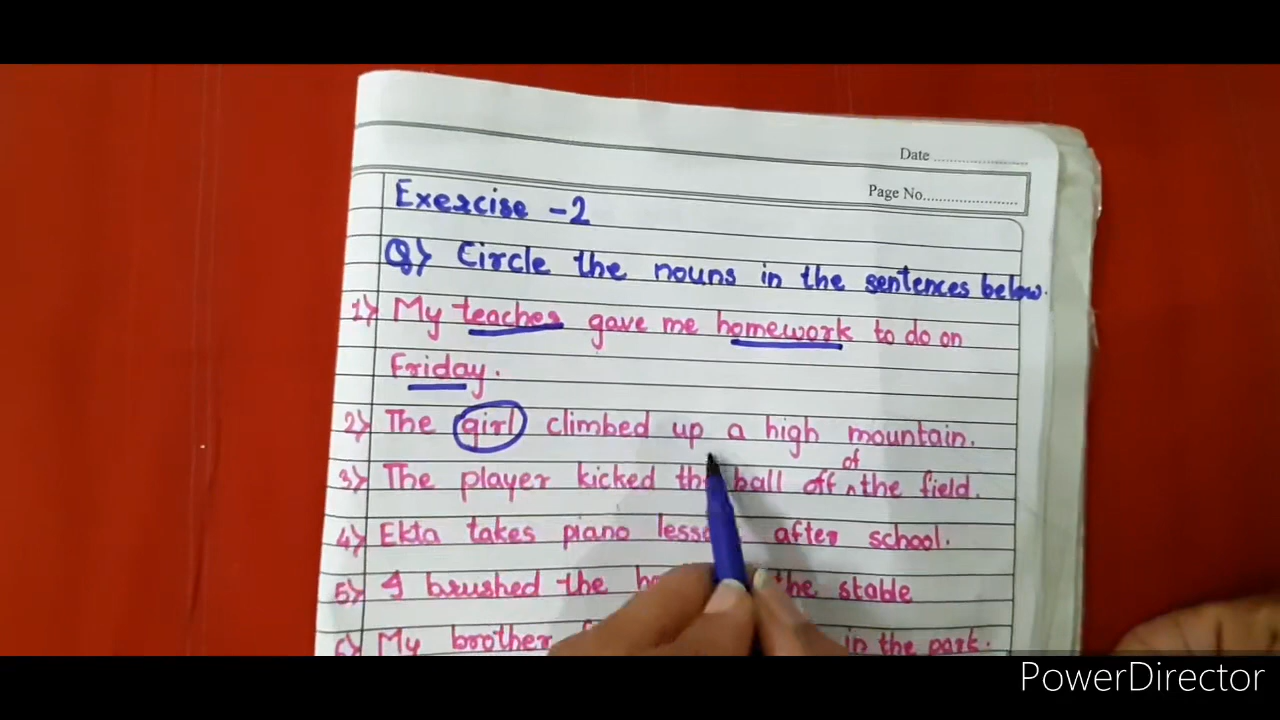 Date
Page No.
Exercise -2
Q) Circle the nouns in the sentences below.
1) My teacher gave me homework to do on
Friday.
2) The girl climbed up a high mountain.
of
3) The player kicked the ball off ^ the field.
4) Ekta takes piano after school.
5) I brushed the the stable
6) My brother in the park.
PowerDirector